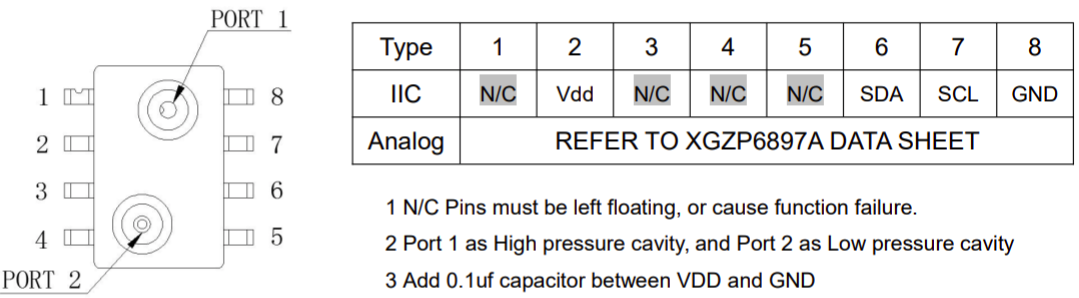 PORT 1
1 8
2 7
3 6
4 5
PORT 2
Type 1 2 3 4 5 6 7 8
IIC N/C Vdd N/C N/C N/C SDA SCL GND
Analog REFER TO XGZP6897A DATA SHEET
1 N/C Pins must be left floating, or cause function failure.
2 Port 1 as High pressure cavity, and Port 2 as Low pressure cavity
3 Add 0.1uf capacitor between VDD and GND